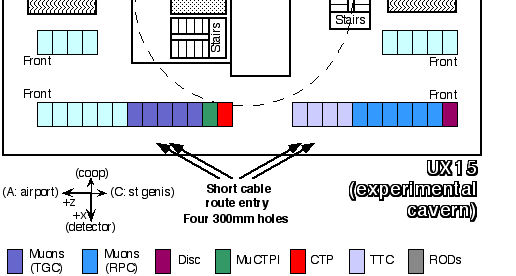 Stairs
Stairs
Front
Front
Front
Front
UX15
(experimental
cavern)
(coop)
(A: airport)
(C: st genis)
+z
+x
(detector)
Short cable
route entry
Four 300mm holes
Muons
(TGC)
Muons
(RPC)
Disc
MuCTPI
CTP
TTC
RODs